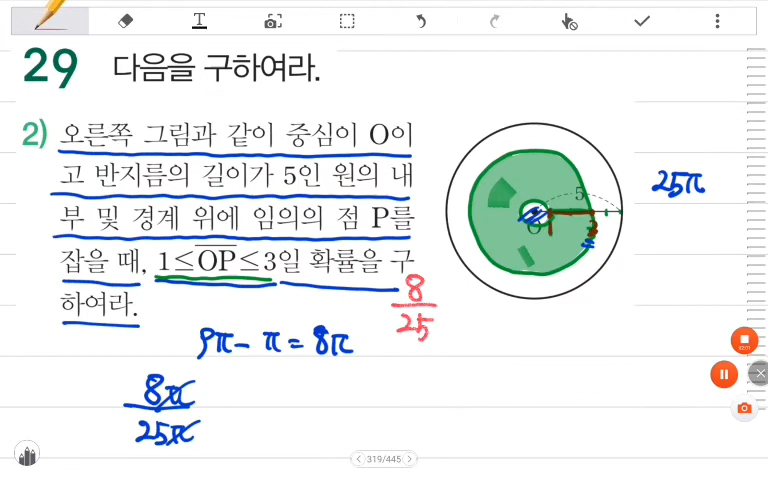 29 다음을 구하여라.
2) 오른쪽 그림과 같이 중심이 O이
고 반지름의 길이가 5인 원의 내
부 및 경계 위에 임의의 점 P를
잡을 때, 1≤OP≤3일 확률을 구
하여라.
5
25π
O
1
3
8
25
9π - π = 8π
8π
25π
319/445